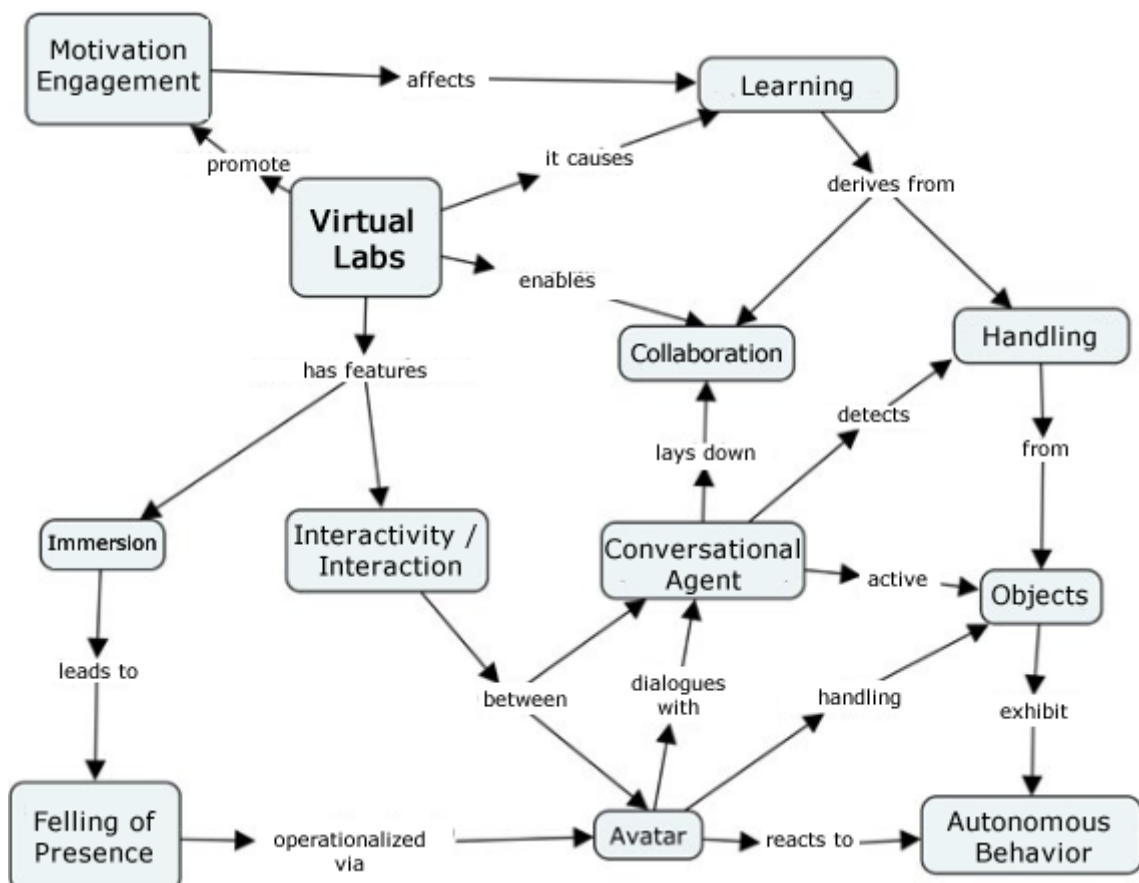 Motivation
Engagement
affects
Learning
promote
it causes
derives from
Virtual
Labs
enables
has features
Collaboration
Handling
detects
lays down
from
Immersion
Interactivity /
Interaction
Conversational
Agent
active
Objects
leads to
between
dialogues
with
handling
exhibit
Felling of
Presence
operationalized
via
Avatar
reacts to
Autonomous
Behavior